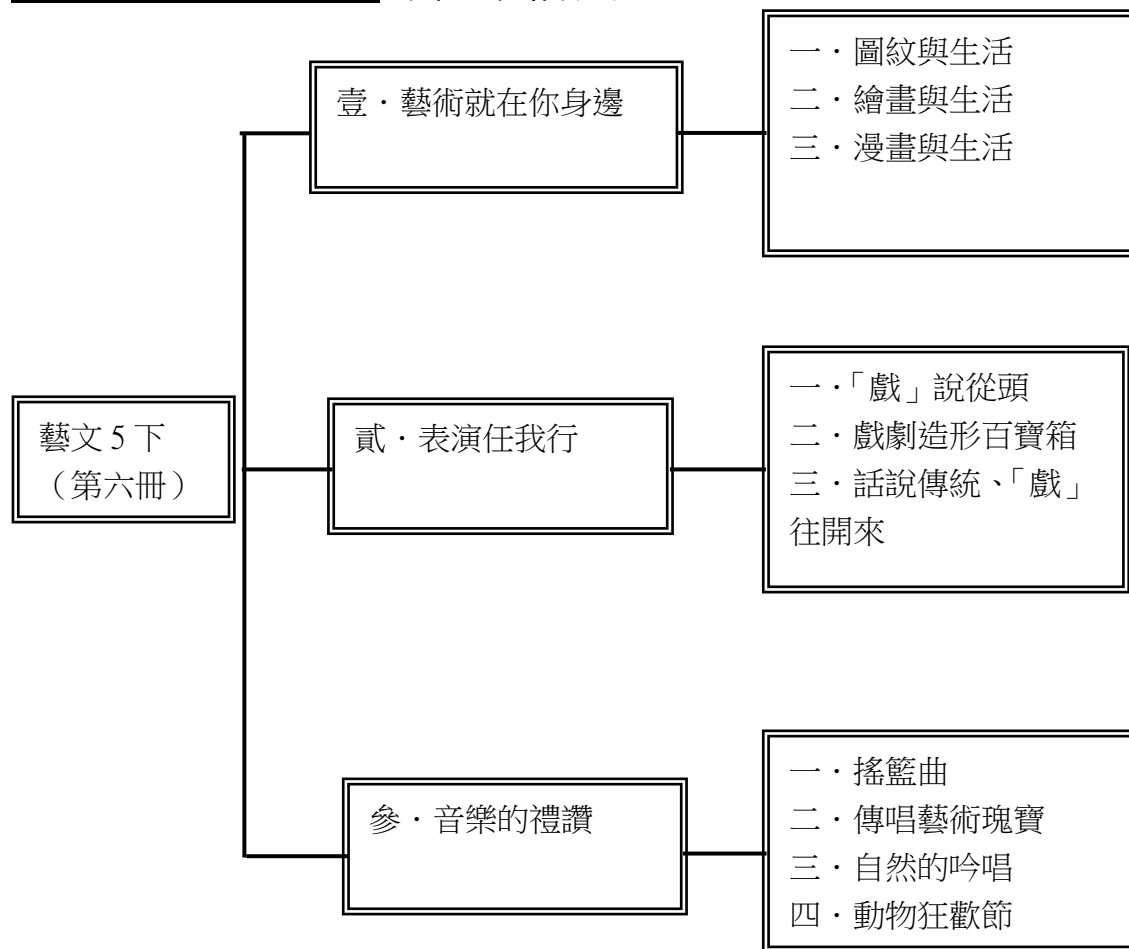 藝文 5 下
（第六冊）
壹．藝術就在你身邊
一．圖紋與生活
二．繪畫與生活
三．漫畫與生活
貳．表演任我行
一．「戲」說從頭
二．戲劇造形百寶箱
三．話說傳統、「戲」
往開來
參．音樂的禮讚
一．搖籃曲
二．傳唱藝術瑰寶
三．自然的吟唱
四．動物狂歡節